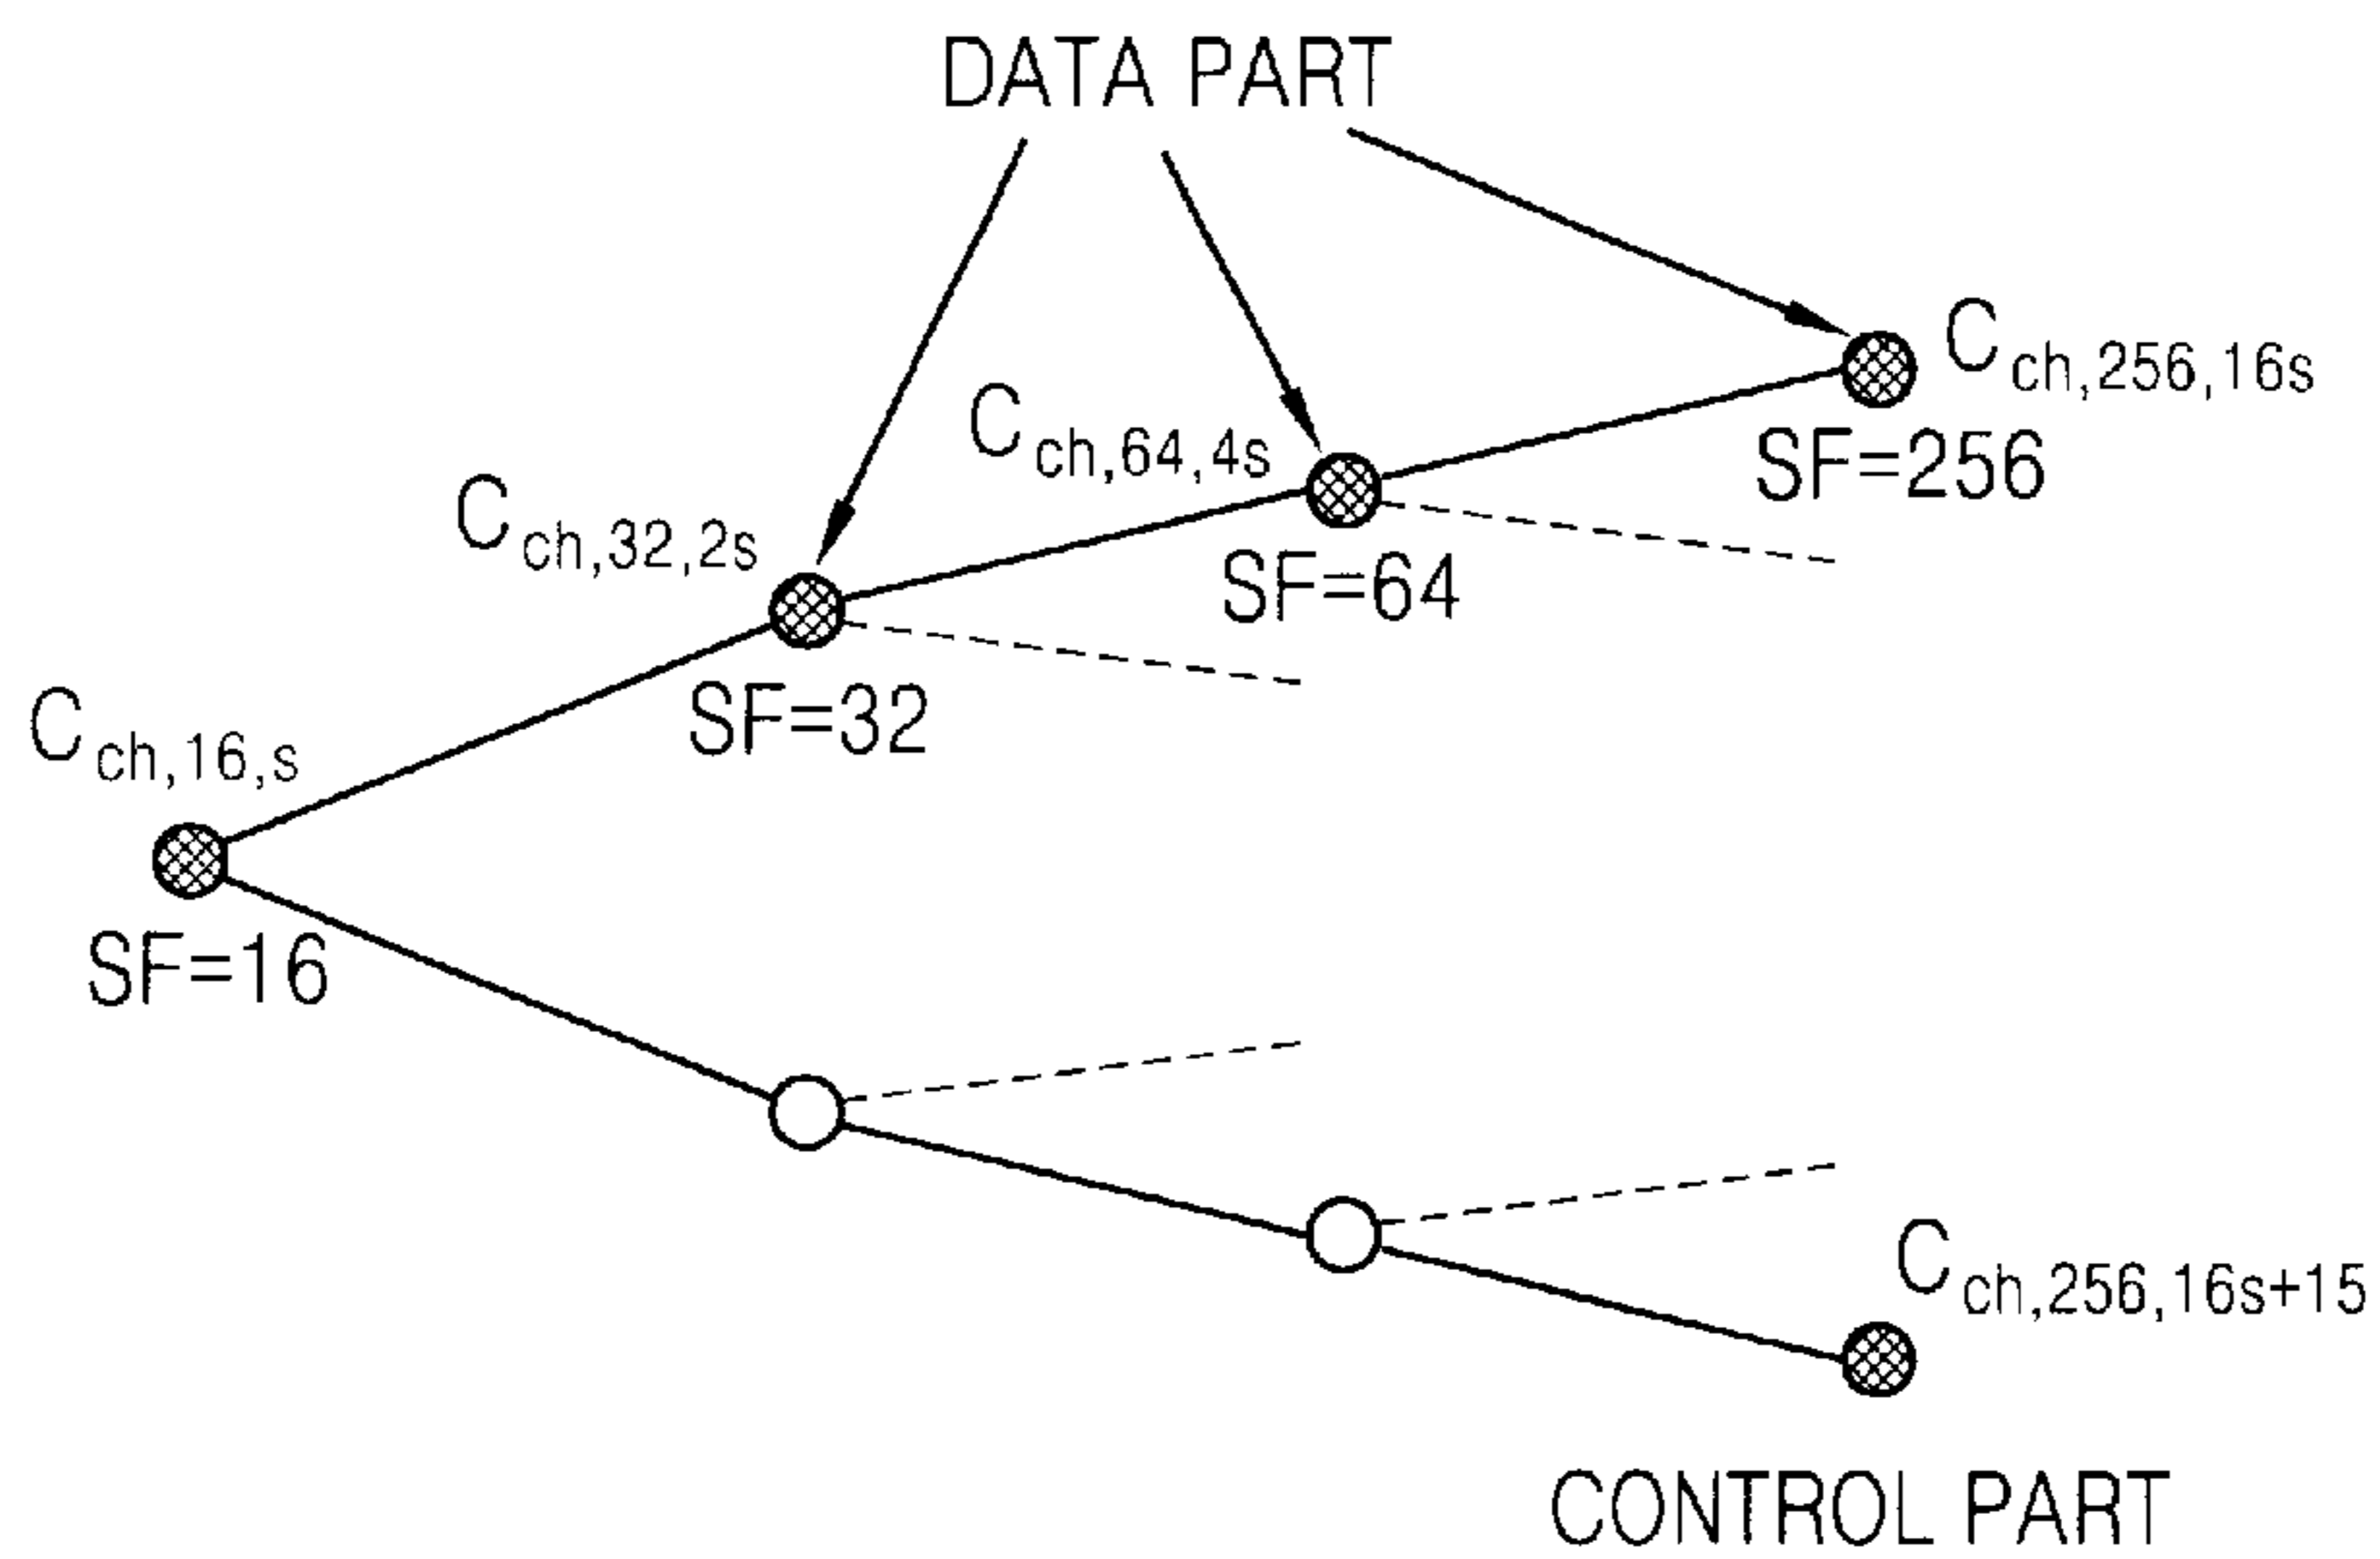 DATA PART
C ch,256,16s
SF=256
C ch,64,4s
SF=64
C ch,32,2s
SF=32
C ch,16,s
SF=16
C ch,256,16s+15
CONTROL PART